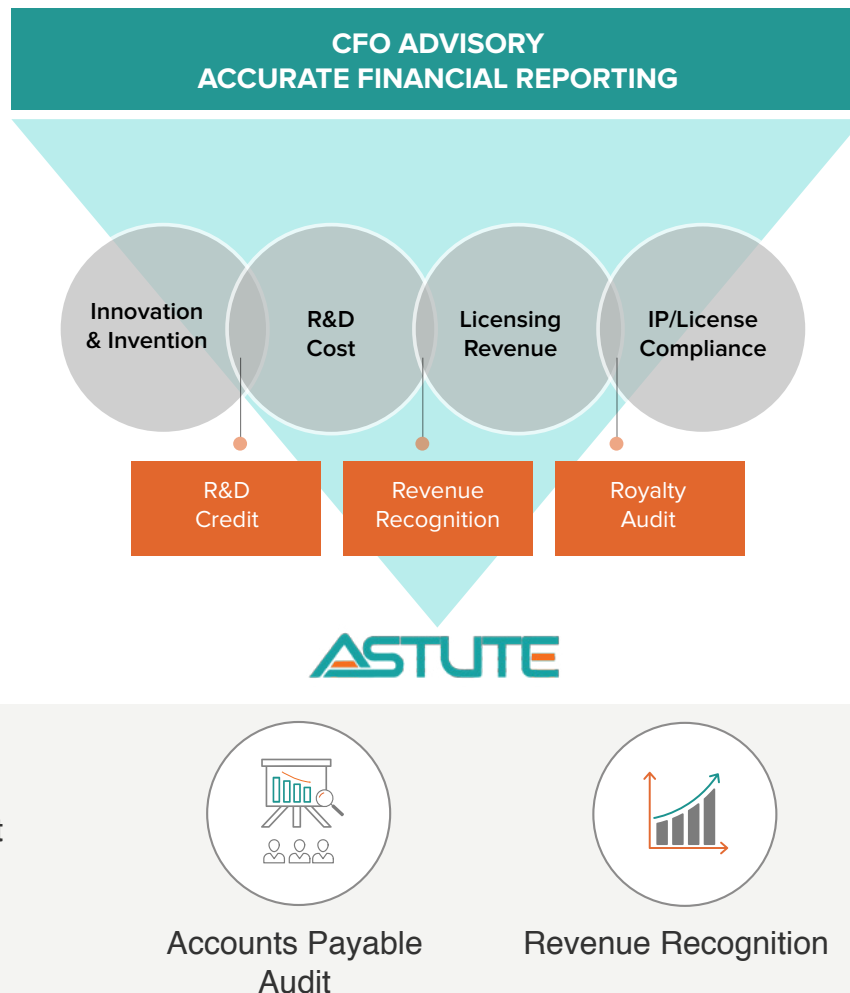 CFO ADVISORY
ACCURATE FINANCIAL REPORTING
Innovation
& Invention
R&D
Cost
Licensing
Revenue
IP/License
Compliance
R&D
Credit
Revenue
Recognition
Royalty
Audit
ASTUTE
Accounts Payable
Audit
Revenue Recognition